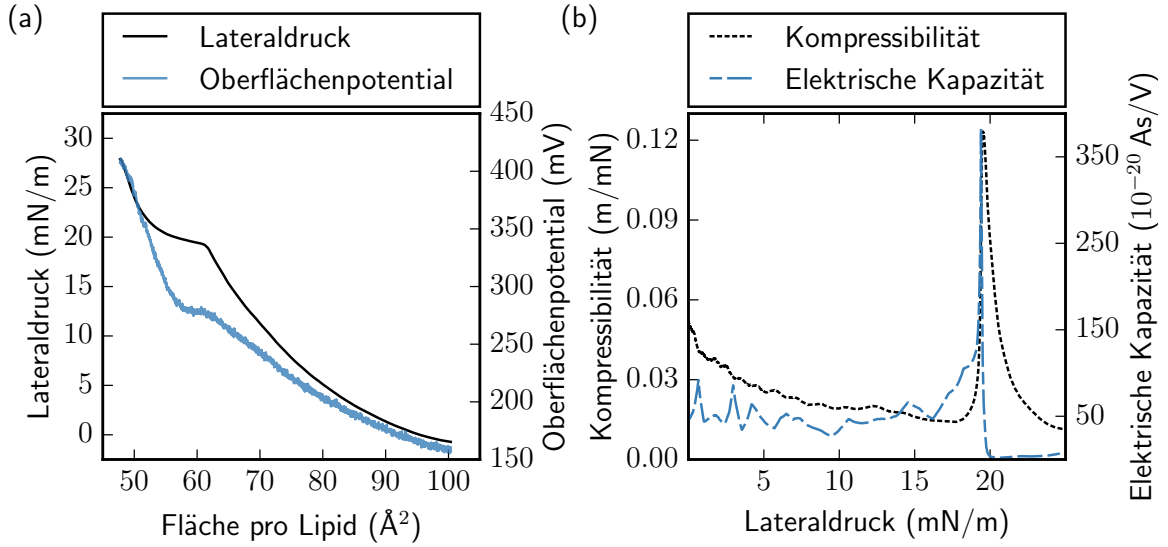 (a)
Lateraldruck
Oberflächenpotential
Lateraldruck (mN/m)
30
25
20
15
10
5
0
450
400
350
300
250
200
150
Oberflächenpotential (mV)
50 60 70 80 90 100
Fläche pro Lipid (Å²)
(b)
Kompressibilität
Elektrische Kapazität
Kompressibilität (m/mN)
0.12
0.09
0.06
0.03
0.00
350
250
150
50
Elektrische Kapazität (10⁻²⁰ As/V)
5 10 15 20
Lateraldruck (mN/m)